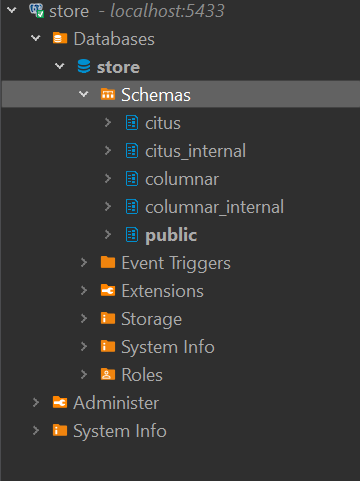 store - localhost:5433
Databases
store
Schemas
citus
citus_internal
columnar
columnar_internal
public
Event Triggers
Extensions
Storage
System Info
Roles
Administer
System Info